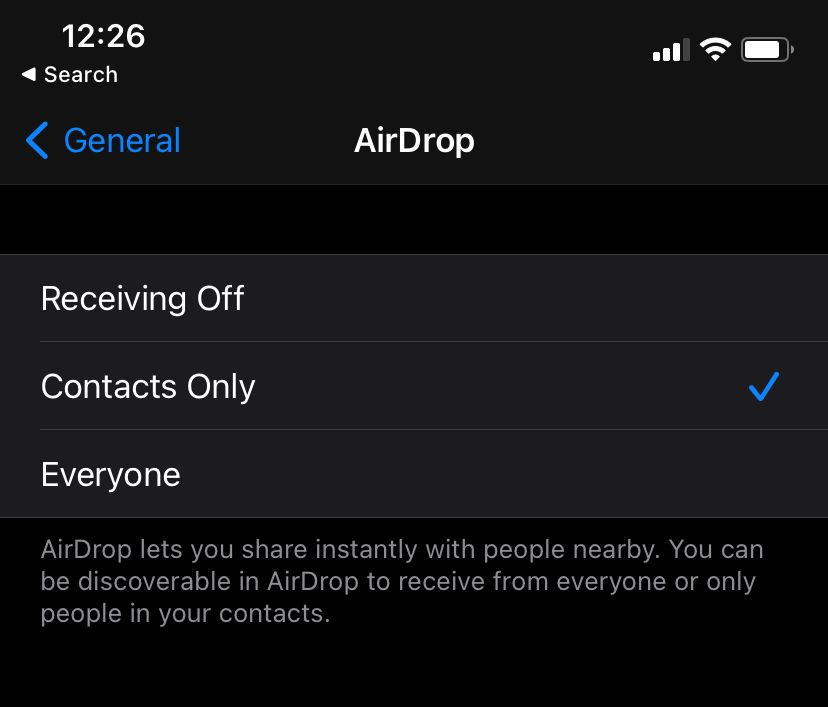 12:26
◀ Search
General
AirDrop
Receiving Off
Contacts Only
Everyone
AirDrop lets you share instantly with people nearby. You can
be discoverable in AirDrop to receive from everyone or only
people in your contacts.